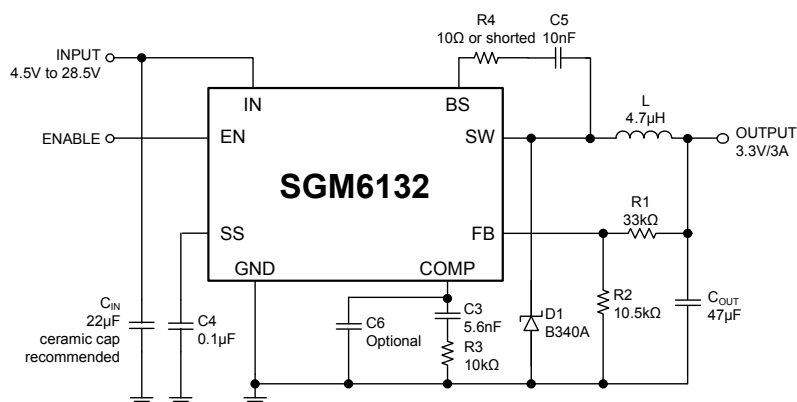 R4
10Ω or shorted
C5
10nF
INPUT
4.5V to 28.5V
IN
BS
L
4.7μH
ENABLE
EN
SW
OUTPUT
3.3V/3A
SGM6132
R1
33kΩ
SS
FB
GND
COMP
CIN
22μF
ceramic cap
recommended
C4
0.1μF
C6
Optional
C3
5.6nF
R3
10kΩ
D1
B340A
R2
10.5kΩ
COUT
47μF